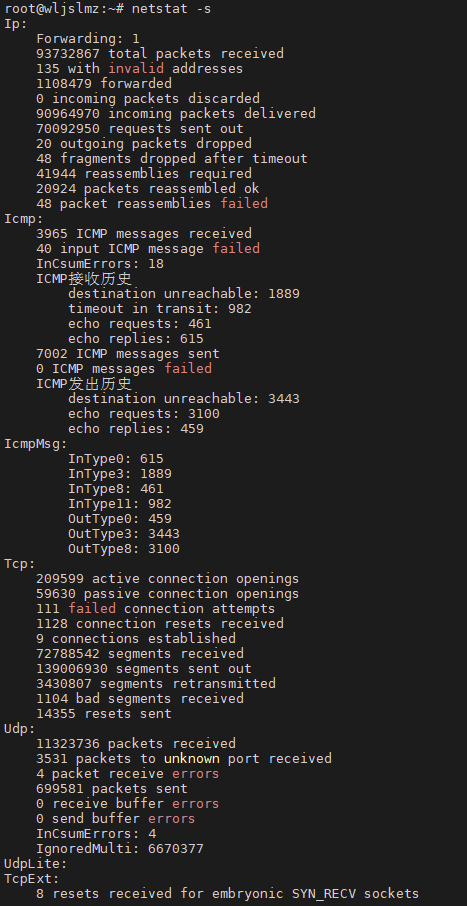 root@wljslmz:~# netstat -s
Ip:
    Forwarding: 1
    93732867 total packets received
    135 with invalid addresses
    1108479 forwarded
    0 incoming packets discarded
    90964970 incoming packets delivered
    70092950 requests sent out
    20 outgoing packets dropped
    48 fragments dropped after timeout
    41944 reassemblies required
    20924 packets reassembled ok
    48 packet reassemblies failed
Icmp:
    3965 ICMP messages received
    40 input ICMP message failed
    InCsumErrors: 18
    ICMP接收历史
        destination unreachable: 1889
        timeout in transit: 982
        echo requests: 461
        echo replies: 615
    7002 ICMP messages sent
    0 ICMP messages failed
    ICMP发出历史
        destination unreachable: 3443
        echo requests: 3100
        echo replies: 459
IcmpMsg:
        InType0: 615
        InType3: 1889
        InType8: 461
        InType11: 982
        OutType0: 459
        OutType3: 3443
        OutType8: 3100
Tcp:
    209599 active connection openings
    59630 passive connection openings
    111 failed connection attempts
    1128 connection resets received
    9 connections established
    72788542 segments received
    139006930 segments sent out
    3430807 segments retransmitted
    1104 bad segments received
    14355 resets sent
Udp:
    11323736 packets received
    3531 packets to unknown port received
    4 packet receive errors
    699581 packets sent
    0 receive buffer errors
    0 send buffer errors
    InCsumErrors: 4
    IgnoredMulti: 6670377
UdpLite:
TcpExt:
    8 resets received for embryonic SYN_RECV sockets